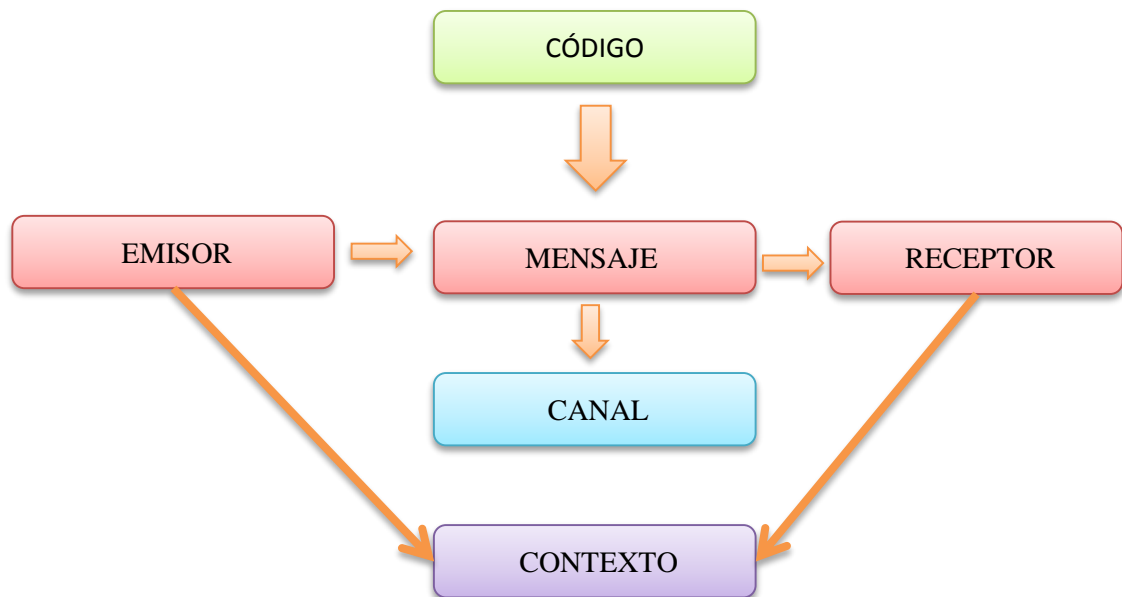 CÓDIGO
EMISOR
MENSAJE
RECEPTOR
CANAL
CONTEXTO